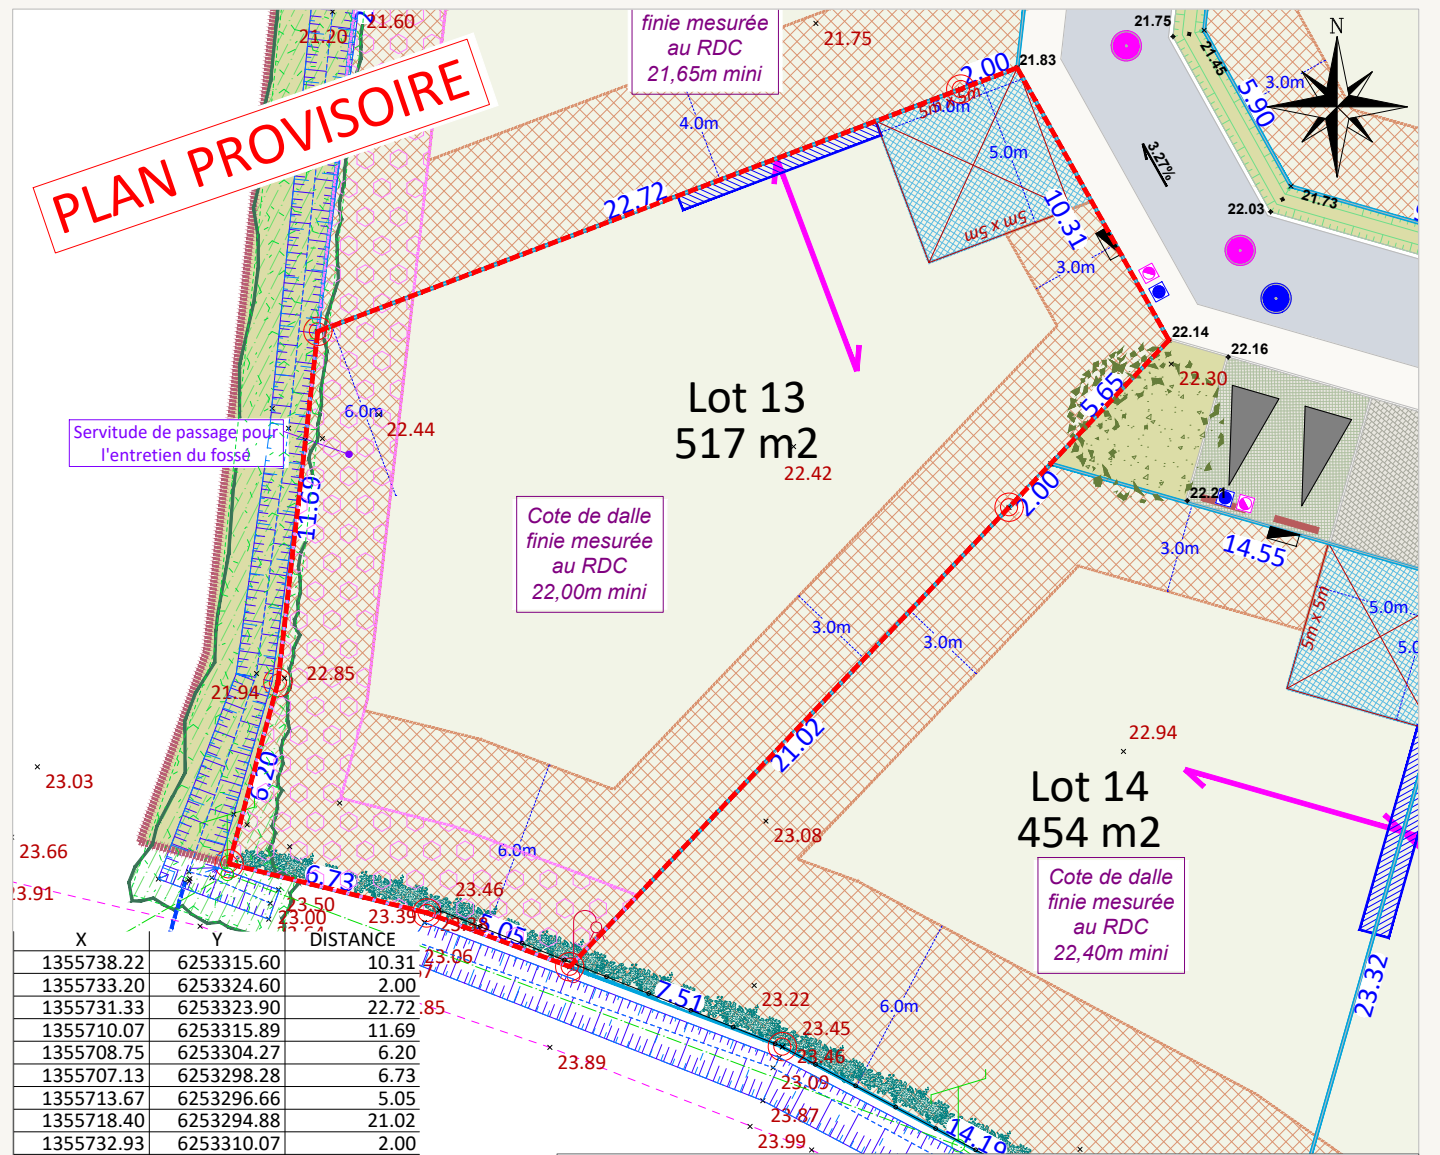 21.60
21.20
PLAN PROVISOIRE
finie mesurée
au RDC
21,65m mini
21.75
2.00
21.83
21.75
21.45
5.90
3.0m
N
4.0m
5.0m
5.0m
5m x 5m
22.72
10.31
3.0m
3.27%
22.03
21.73
22.14
22.16
22.30
5.65
6.0m
22.44
Servitude de passage pour
l'entretien du fossé
Lot 13
517 m2
22.42
11.69
Cote de dalle
finie mesurée
au RDC
22,00m mini
2.00
22.21
3.0m
14.55
3.0m
3.0m
5m x 5m
5.0m
22.85
21.94
6.20
21.02
22.94
Lot 14
454 m2
23.03
23.66
23.08
6.0m
Cote de dalle
finie mesurée
au RDC
22,40m mini
6.73
23.46
23.50
23.00
23.39
5.05
23.06
7.51
23.22
23.45
23.46
23.09
23.89
23.87
23.99
6.0m
23.32
14.19
X Y DISTANCE
1355738.22 6253315.60 10.31
1355733.20 6253324.60 2.00
1355731.33 6253323.90 22.72
1355710.07 6253315.89 11.69
1355708.75 6253304.27 6.20
1355707.13 6253298.28 6.73
1355713.67 6253296.66 5.05
1355718.40 6253294.88 21.02
1355732.93 6253310.07 2.00